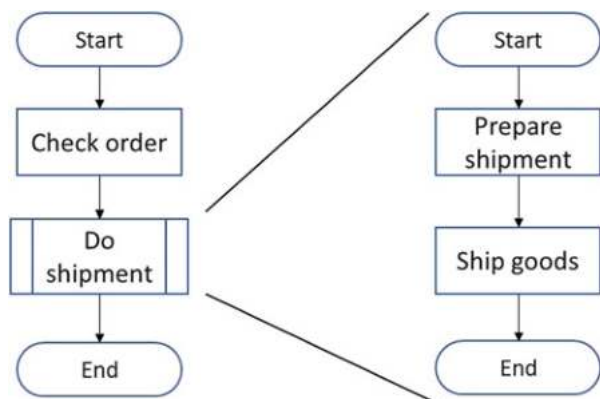 Start
Check order
Do
shipment
End
Start
Prepare
shipment
Ship goods
End